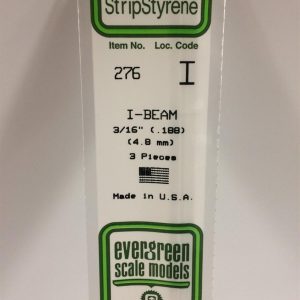 StripStyrene
Item No. Loc. Code
276 I
I-BEAM
3/16" (.188)
(4.8 mm)
3 Pieces
Made in U.S.A.
evergreen
scale models